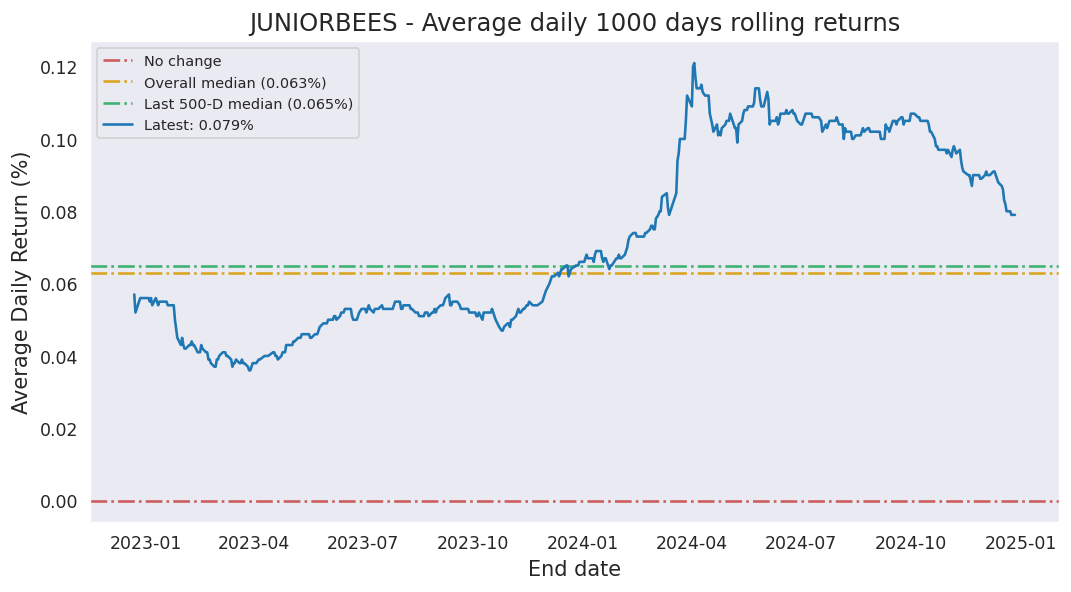 JUNIORBEES - Average daily 1000 days rolling returns
No change
Overall median (0.063%)
Last 500-D median (0.065%)
Latest: 0.079%
Average Daily Return (%)
0.12
0.10
0.08
0.06
0.04
0.02
0.00
2023-01 2023-04 2023-07 2023-10 2024-01 2024-04 2024-07 2024-10 2025-01
End date